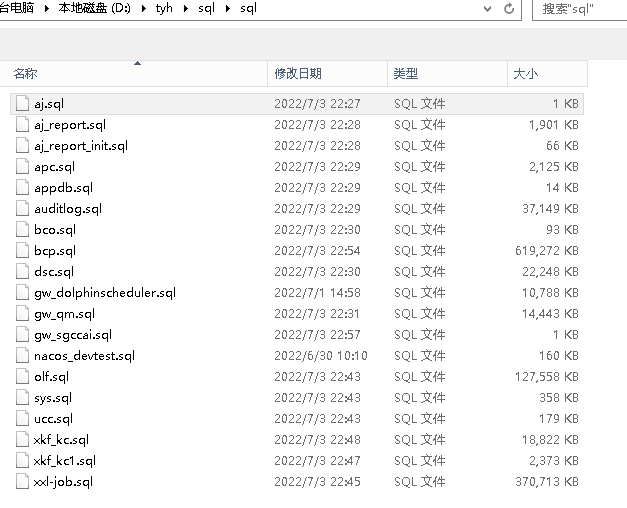 台电脑 本地磁盘 (D:) tyh sql sql 搜索"sql"
名称 修改日期 类型 大小
aj.sql 2022/7/3 22:27 SQL 文件 1 KB
aj_report.sql 2022/7/3 22:28 SQL 文件 1,901 KB
aj_report_init.sql 2022/7/3 22:28 SQL 文件 66 KB
apc.sql 2022/7/3 22:29 SQL 文件 2,125 KB
appdb.sql 2022/7/3 22:29 SQL 文件 14 KB
auditlog.sql 2022/7/3 22:29 SQL 文件 37,149 KB
bco.sql 2022/7/3 22:30 SQL 文件 93 KB
bcp.sql 2022/7/3 22:54 SQL 文件 619,272 KB
dsc.sql 2022/7/3 22:30 SQL 文件 22,248 KB
gw_dolphinscheduler.sql 2022/7/1 14:58 SQL 文件 10,788 KB
gw_qm.sql 2022/7/3 22:31 SQL 文件 14,443 KB
gw_sgccai.sql 2022/7/3 22:57 SQL 文件 1 KB
nacos_devtest.sql 2022/6/30 10:10 SQL 文件 160 KB
olf.sql 2022/7/3 22:43 SQL 文件 127,558 KB
sys.sql 2022/7/3 22:43 SQL 文件 358 KB
ucc.sql 2022/7/3 22:43 SQL 文件 179 KB
xkf_kc.sql 2022/7/3 22:48 SQL 文件 18,822 KB
xkf_kc1.sql 2022/7/3 22:47 SQL 文件 2,373 KB
xxl-job.sql 2022/7/3 22:45 SQL 文件 370,713 KB